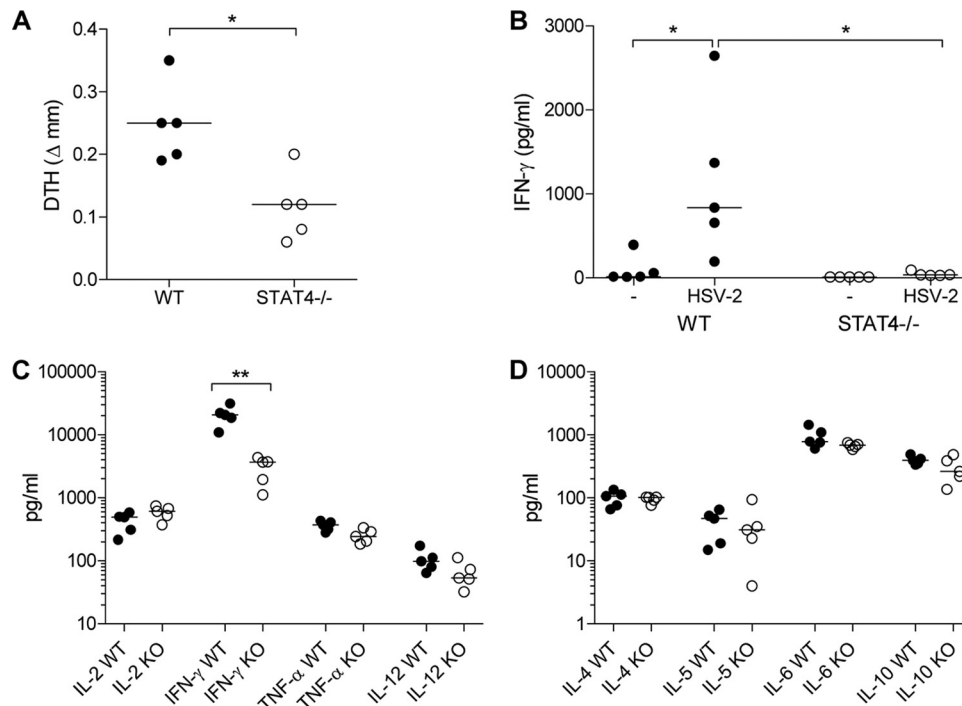 A
*
0.4
0.3
0.2
0.1
0.0
DTH (Δ mm)
WT
STAT4-/-
B
*
*
3000
2000
1000
0
IFN-γ (pg/ml)
-
HSV-2
-
HSV-2
WT
STAT4-/-
C
**
100000
10000
1000
100
10
pg/ml
IL-2 WT
IL-2 KO
IFN-γ WT
IFN-γ KO
TNF-α WT
TNF-α KO
IL-12 WT
IL-12 KO
D
10000
1000
100
10
1
pg/ml
IL-4 WT
IL-4 KO
IL-5 WT
IL-5 KO
IL-6 WT
IL-6 KO
IL-10 WT
IL-10 KO